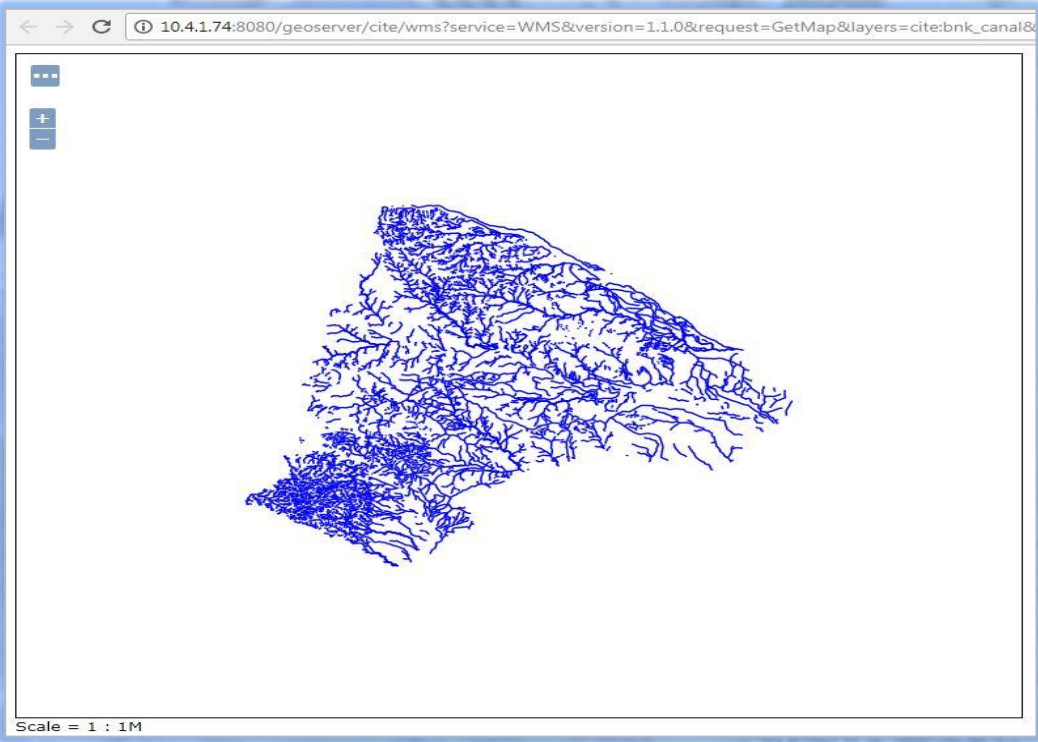 10.4.1.74:8080/geoserver/cite/wms?service=WMS&version=1.1.0&request=GetMap&layers=cite:bnk_canal&
+
−
Scale = 1 : 1M